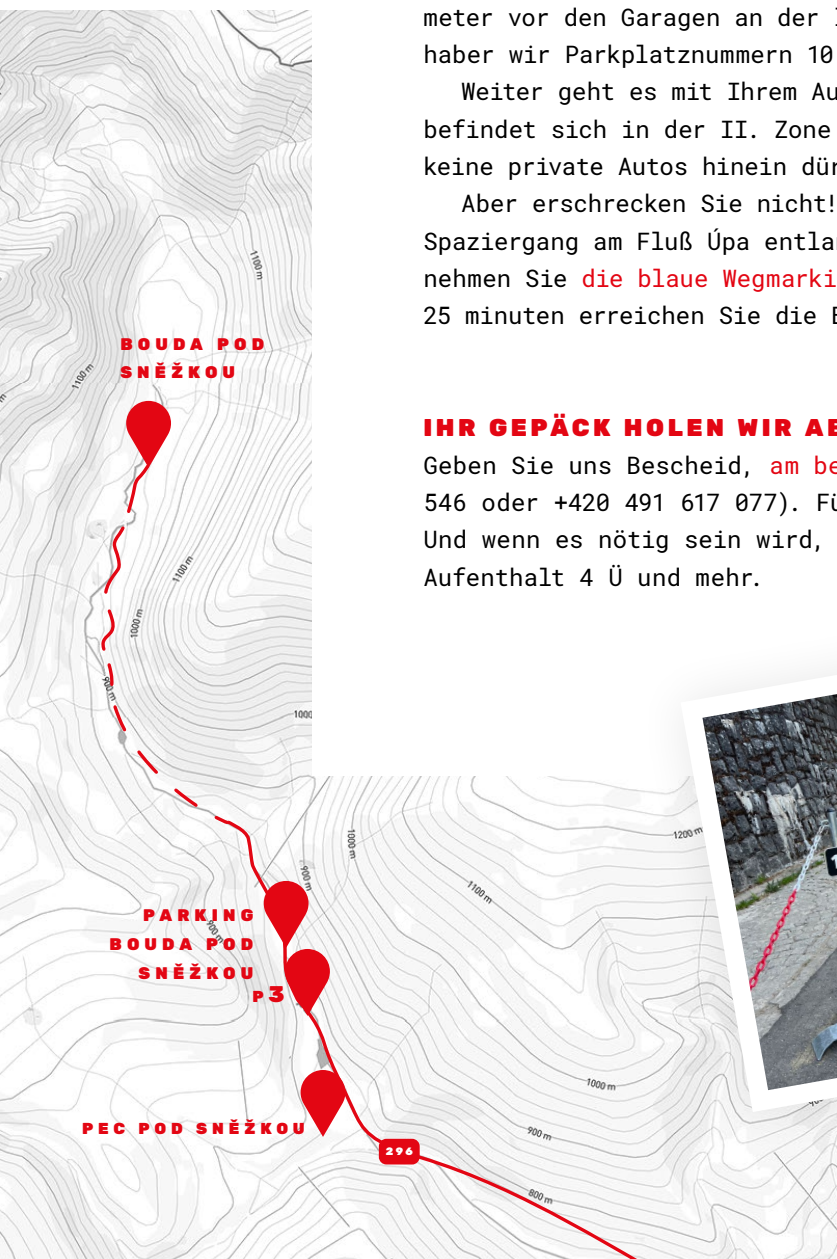 meter vor den Garagen an der
haber wir Parkplatznummern 10
Weiter geht es mit Ihrem Au
befindet sich in der II. Zone
keine private Autos hinein dür
Aber erschrecken Sie nicht!
Spaziergang am Fluß Úpa entla
nehmen Sie die blaue Wegmarki
25 minuten erreichen Sie die
IHR GEPÄCK HOLEN WIR AB
Geben Sie uns Bescheid, am be
546 oder +420 491 617 077). Fü
Und wenn es nötig sein wird,
Aufenthalt 4 Ü und mehr.
1100 m
BOUDA POD
SNĚŽKOU
1100 m
1100 m
1000 m
900 m
1000
1000 m
1200 m
900 m
1100 m
PARKING
BOUDA POD
SNĚŽKOU
900 m
P3
1000 m
PEC POD SNĚŽKOU
900 m
296
800 m